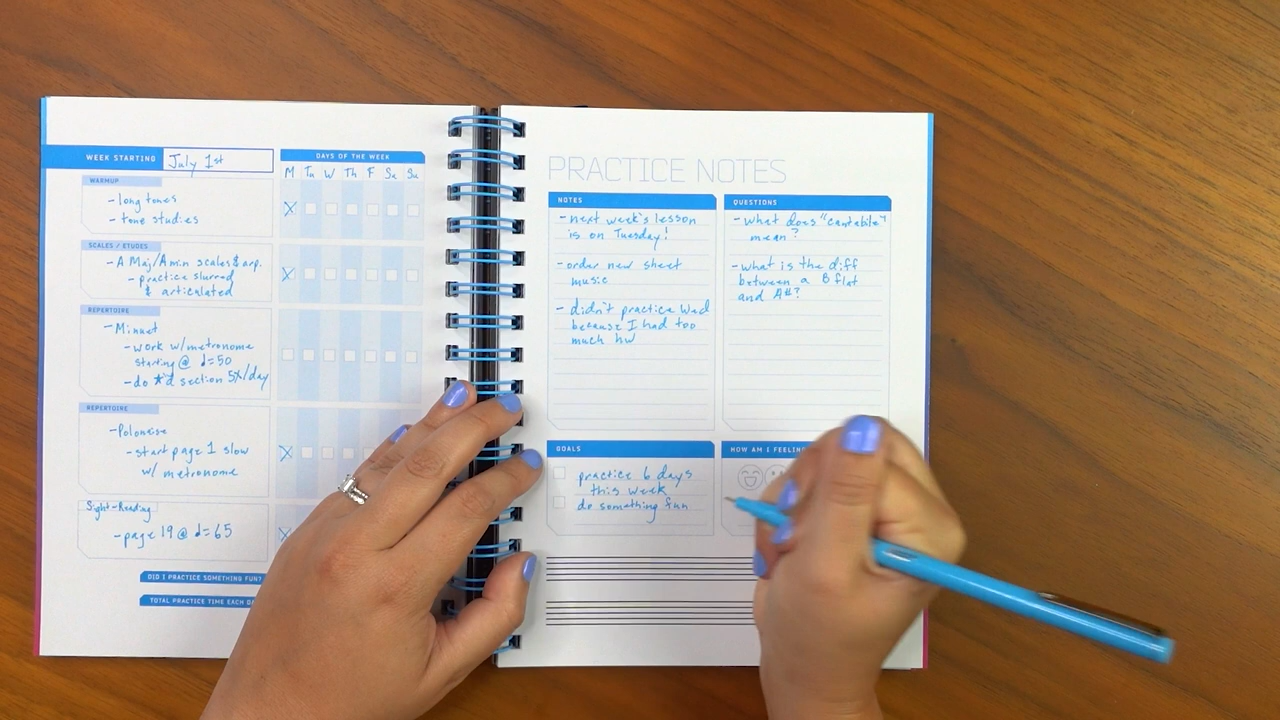 WEEK STARTING July 1st
DAYS OF THE WEEK
M Tu W Th F Sa Su
WARMUP
- long tones
- tone studies
SCALES / ETUDES
- A Maj/A min scales & arp.
- practice slurred
& articulated
REPERTOIRE
- Minuet
- work w/metronome
starting @ d=50
- do ★'d section 5x/day
REPERTOIRE
- Polonaise
- start page 1 slow
w/ metronome
Sight-Reading
- page 19 @ d=65
DID I PRACTICE SOMETHING FUN?
TOTAL PRACTICE TIME EACH
PRACTICE NOTES
NOTES
- next week's lesson
is on Tuesday!
- order new sheet
music
- didn't practice Wed
because I had too
much hw
QUESTIONS
- what does "cantabile"
mean?
- what is the diff
between a B flat
and A#?
GOALS
practice 6 days
this week
do something fun
HOW AM I FEELING